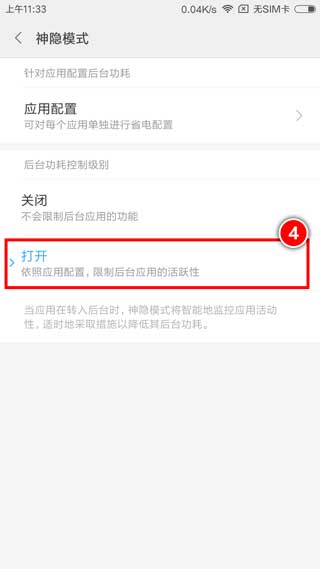 上午11:33 0.04K/s 无SIM卡
神隐模式
针对应用配置后台功耗
应用配置
可对每个应用单独进行省电配置
后台功耗控制级别
关闭
不会限制后台应用的功能
4
打开
依照应用配置，限制后台应用的活跃性
当应用在转入后台时，神隐模式将智能地监控应用活动
性，适时地采取措施以降低其后台功耗。